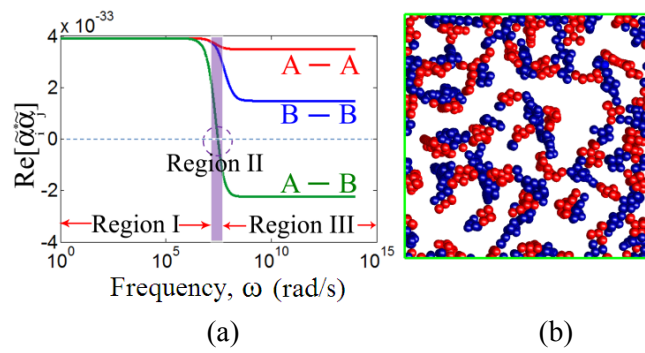 x 10⁻³³
4
2
0
-2
-4
Re[α̃*α̃]
A – A
B – B
Region II
A – B
Region I
Region III
10⁰
10⁵
10¹⁰
10¹⁵
Frequency, ω (rad/s)
(a)
(b)